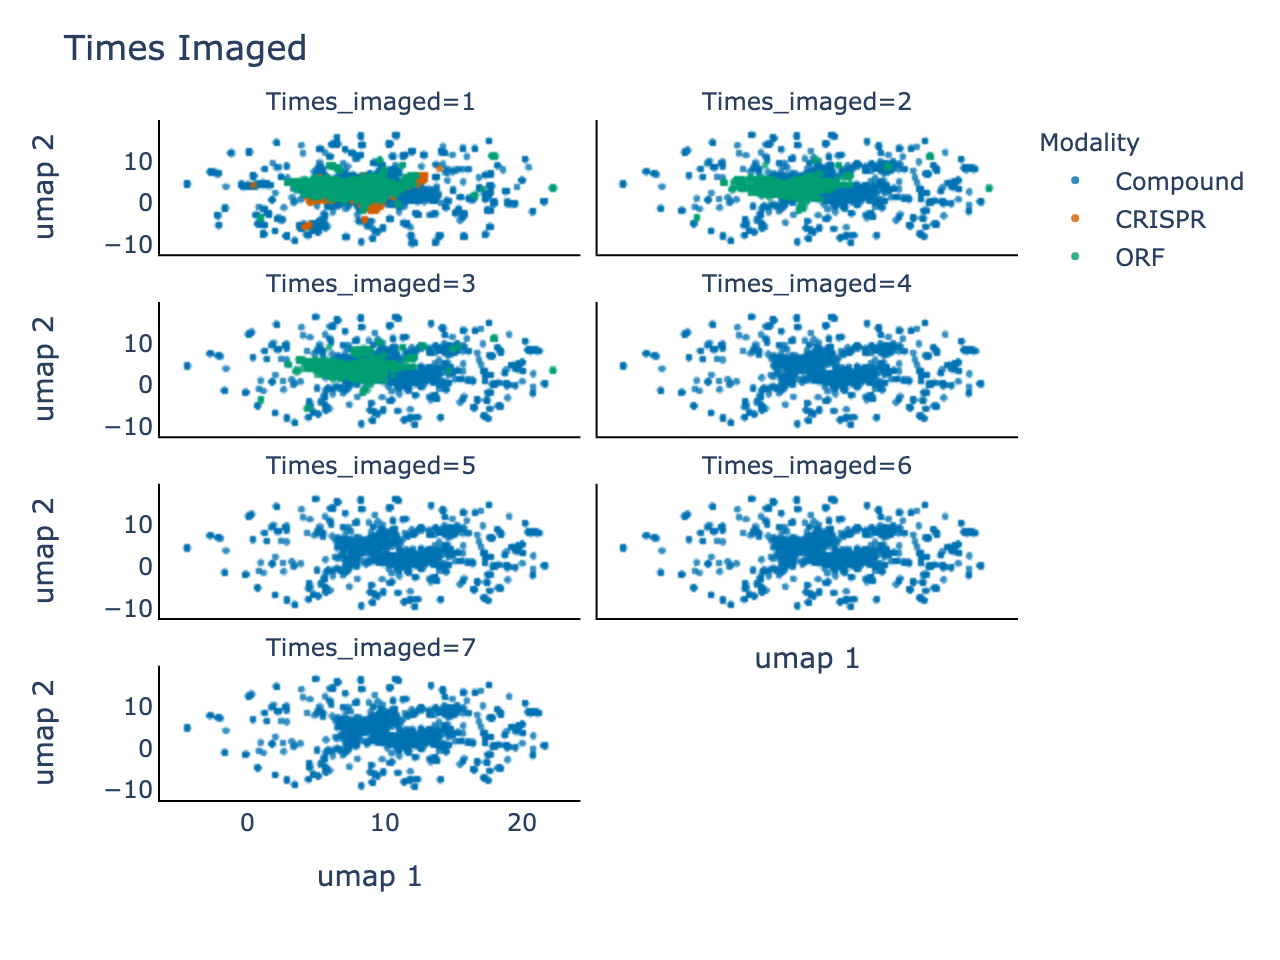 Times Imaged
Times_imaged=1
Times_imaged=2
umap 2
10
0
−10
Modality
Compound
CRISPR
ORF
Times_imaged=3
Times_imaged=4
umap 2
10
0
−10
Times_imaged=5
Times_imaged=6
umap 2
10
0
−10
umap 1
Times_imaged=7
umap 2
10
0
−10
0 10 20
umap 1